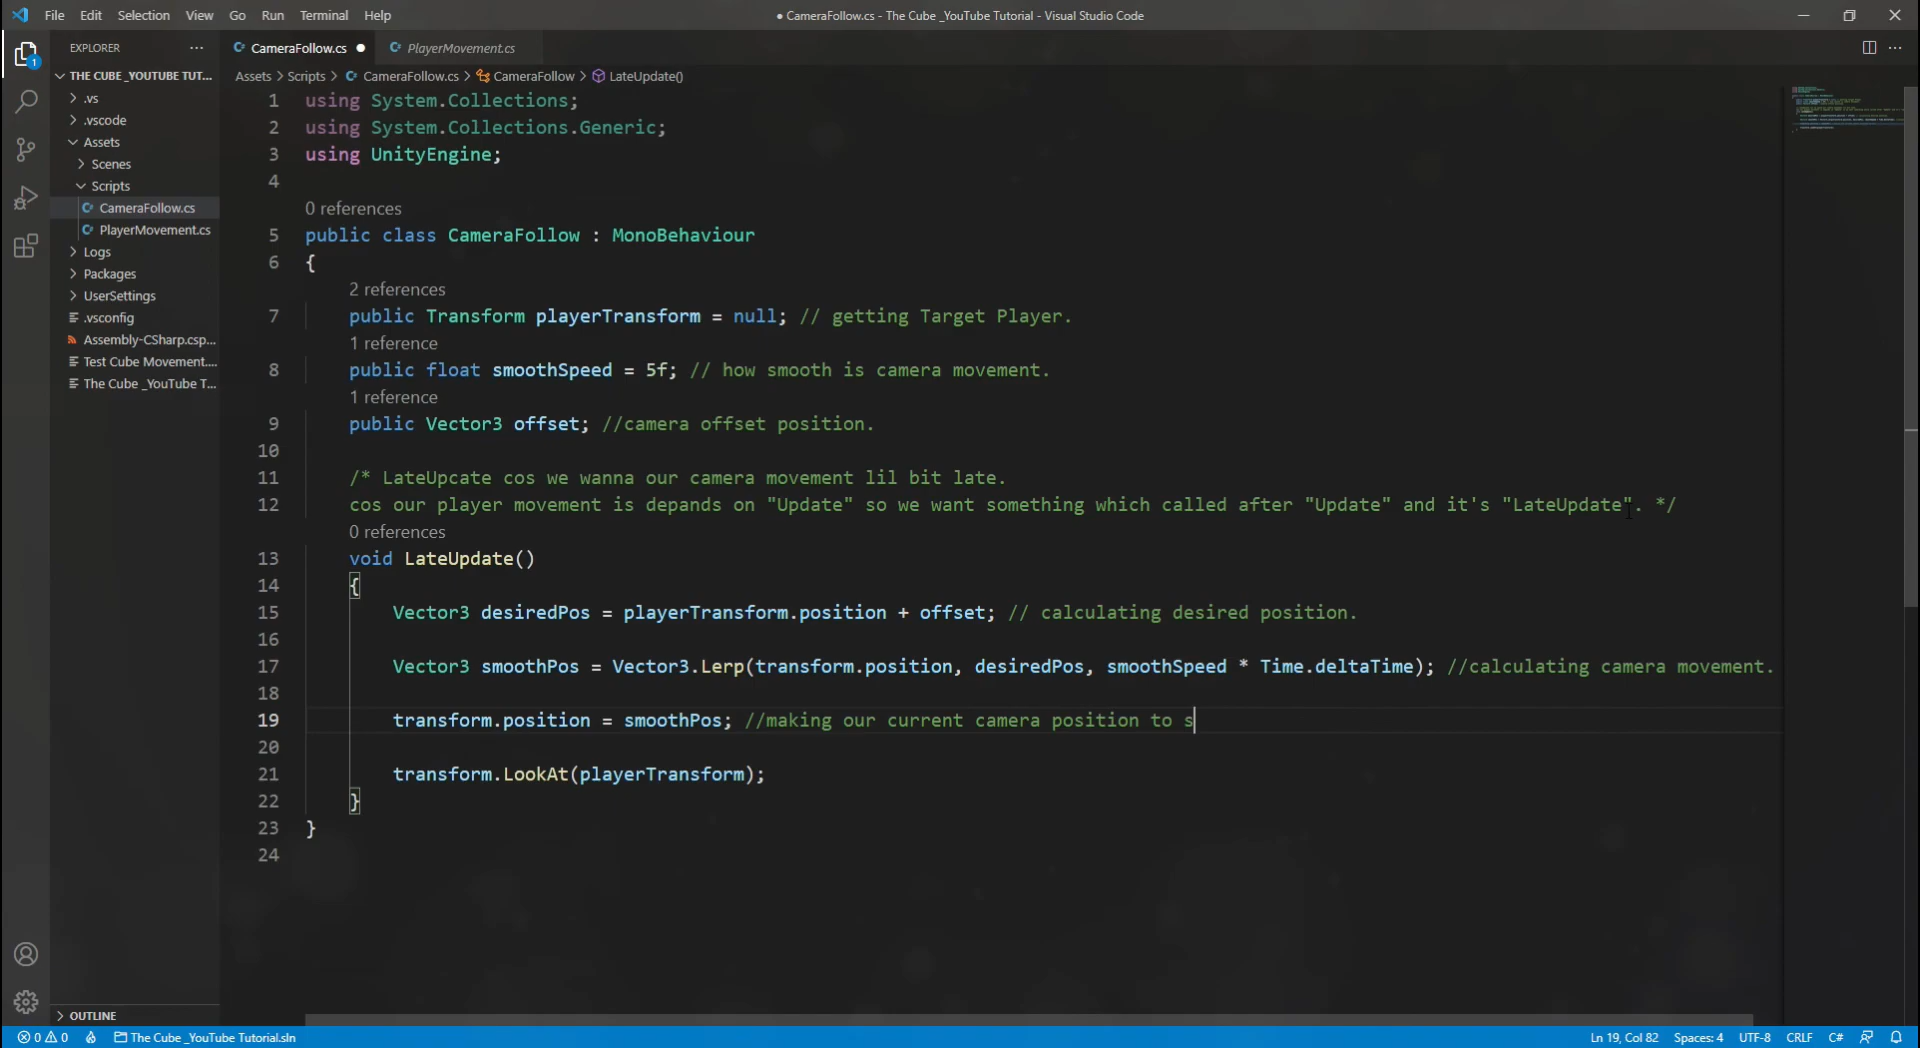 File Edit Selection View Go Run Terminal Help
● CameraFollow.cs - The Cube _YouTube Tutorial - Visual Studio Code
EXPLORER ···
CameraFollow.cs ●
PlayerMovement.cs
THE CUBE _YOUTUBE TUT...
Assets > Scripts > CameraFollow.cs > CameraFollow > LateUpdate()
.vs
.vscode
Assets
Scenes
Scripts
CameraFollow.cs
PlayerMovement.cs
Logs
Packages
UserSettings
.vsconfig
Assembly-CSharp.csp...
Test Cube Movement....
The Cube _YouTube T...
1
1 using System.Collections;
2 using System.Collections.Generic;
3 using UnityEngine;
4
0 references
5 public class CameraFollow : MonoBehaviour
6 {
2 references
7 public Transform playerTransform = null; // getting Target Player.
1 reference
8 public float smoothSpeed = 5f; // how smooth is camera movement.
1 reference
9 public Vector3 offset; //camera offset position.
10
11 /* LateUpcate cos we wanna our camera movement lil bit late.
12 cos our player movement is depands on "Update" so we want something which called after "Update" and it's "LateUpdate". */
0 references
13 void LateUpdate()
14 {
15 Vector3 desiredPos = playerTransform.position + offset; // calculating desired position.
16
17 Vector3 smoothPos = Vector3.Lerp(transform.position, desiredPos, smoothSpeed * Time.deltaTime); //calculating camera movement.
18
19 transform.position = smoothPos; //making our current camera position to s
20
21 transform.LookAt(playerTransform);
22 }
23 }
24
OUTLINE
0 0 The Cube _YouTube Tutorial.sln
Ln 19, Col 82 Spaces: 4 UTF-8 CRLF C#